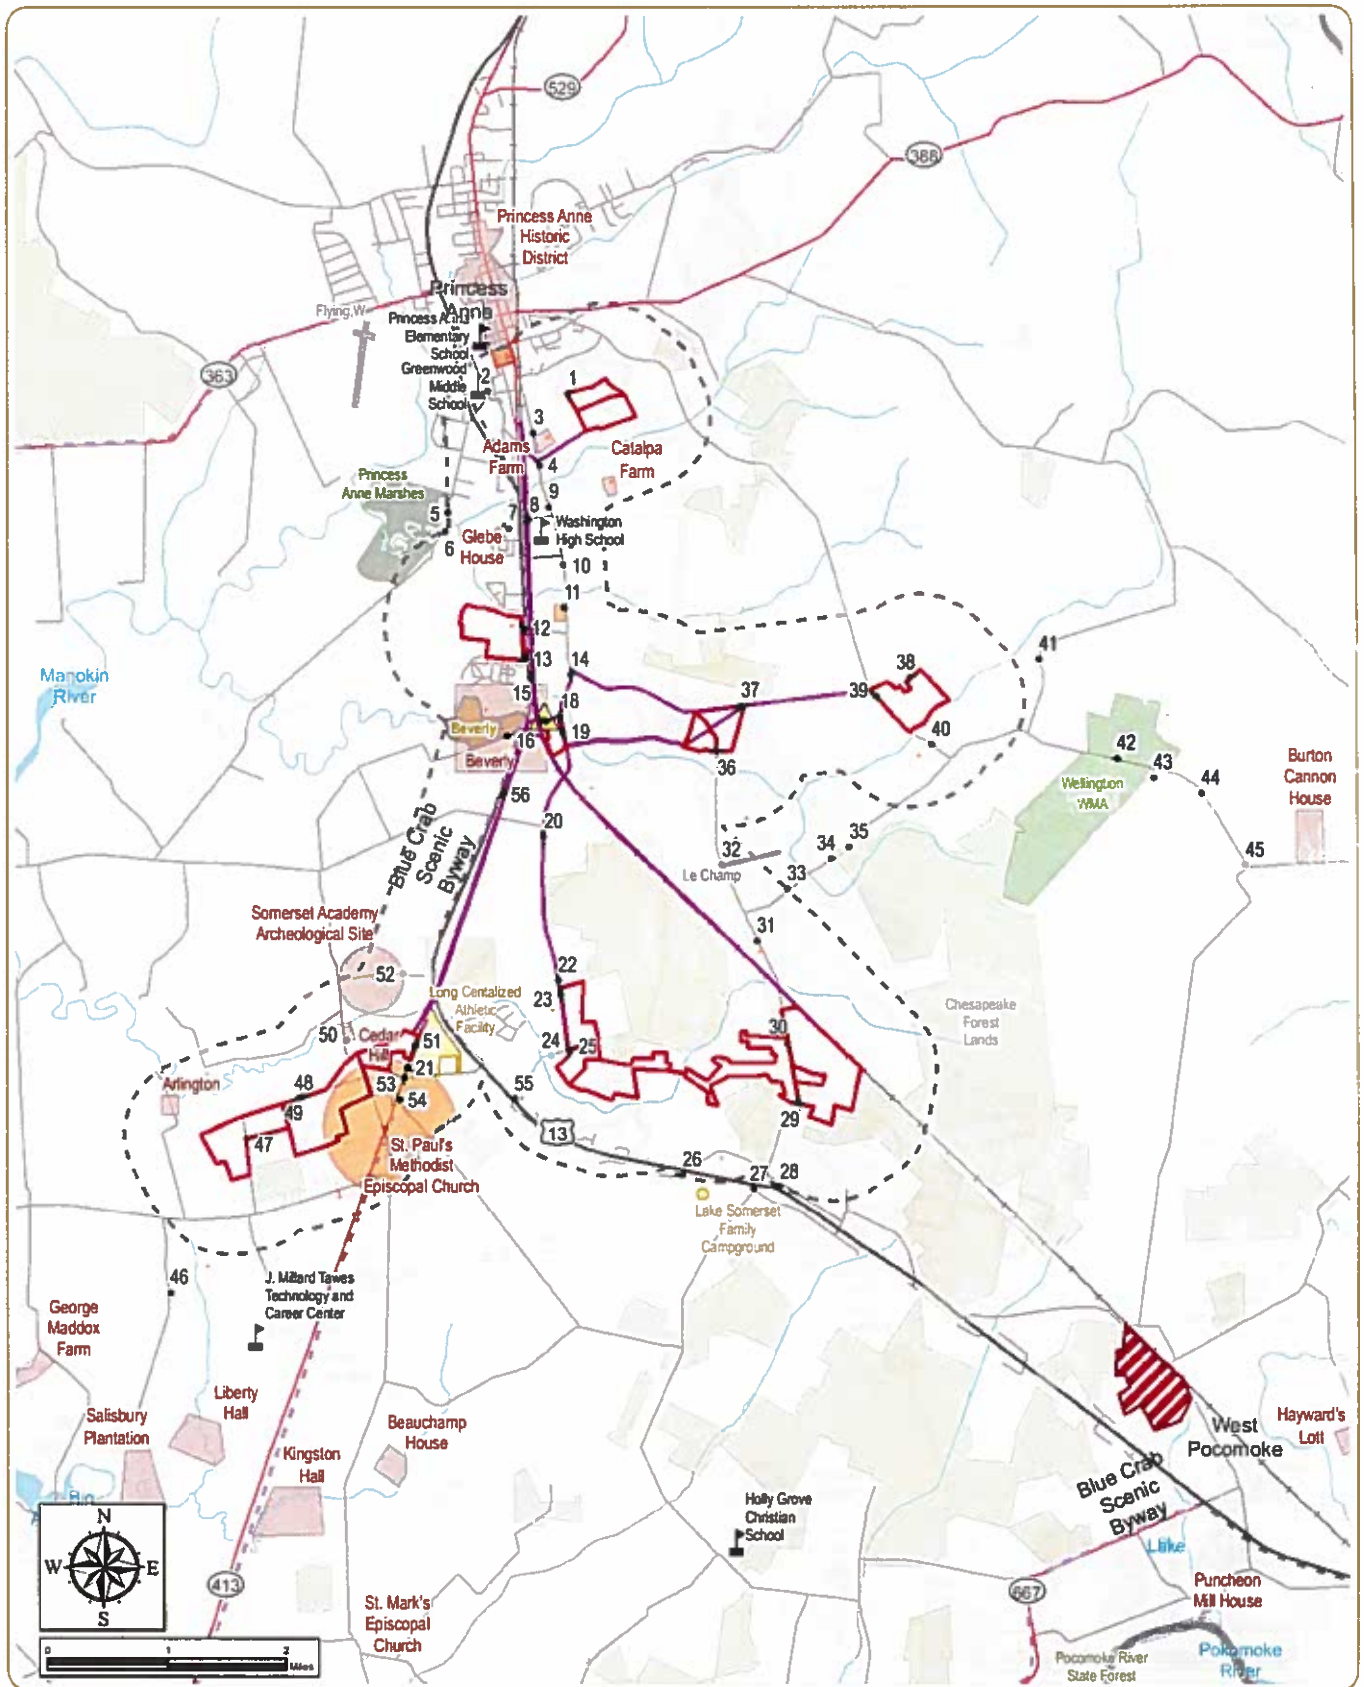 529
388
Princess Anne
Historic
District
Princess
Anne
Flying W
Elementary
School
Greenwood
Middle
School
363
2
1
3
Adams
Farm
4
Catalpa
Farm
Princess
Anne Marshes
9
5
7
8
Washington
High School
6
Glebe
House
10
11
12
13
14
41
38
Manokin
River
15
37
39
18
Beverly
16
19
40
Beverly
36
42
43
44
Burton
Cannon
House
Wellington
WMA
56
20
Blue Crab
Scenic
Byway
32
34
35
45
Le Champ
33
Somerset Academy
Archeological Site
31
52
22
23
Long Centalized
Athletic
Facility
Chesapeake
Forest
Lands
50
Cedar
Hill
51
30
24
25
21
Arlington
48
53
54
55
49
29
47
13
St. Paul's
Methodist
Episcopal Church
26
27
28
Lake Somerset
Family
Campground
46
J. Millard Tawes
Technology and
Career Center
George
Maddox
Farm
Liberty
Hall
Salisbury
Plantation
Beauchamp
House
Kingston
Hall
West
Pocomoke
Hayward's
Lott
Blue Crab
Scenic
Byway
Big
Holly Grove
Christian
School
Lake
N
W
E
S
413
667
Puncheon
Mill House
St. Mark's
Episcopal
Church
Pocomoke River
State Forest
Pokomoke
River
0
1
2
Miles